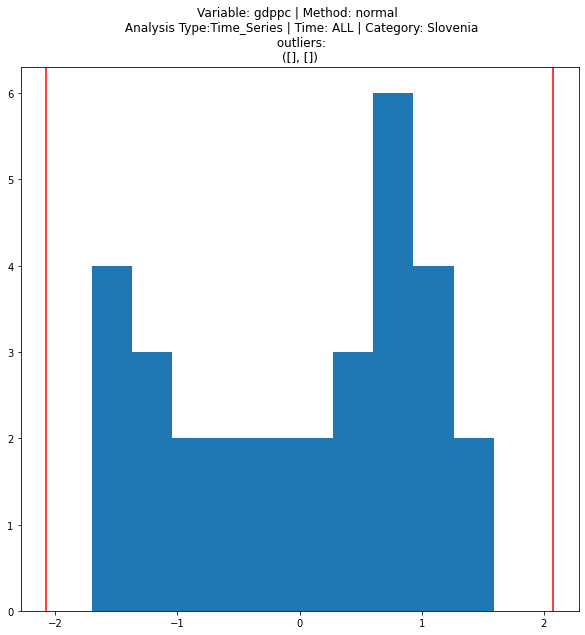 Variable: gdppc | Method: normal
Analysis Type:Time_Series | Time: ALL | Category: Slovenia
outliers:
([], [])
6
5
4
3
2
1
0
−2 −1 0 1 2